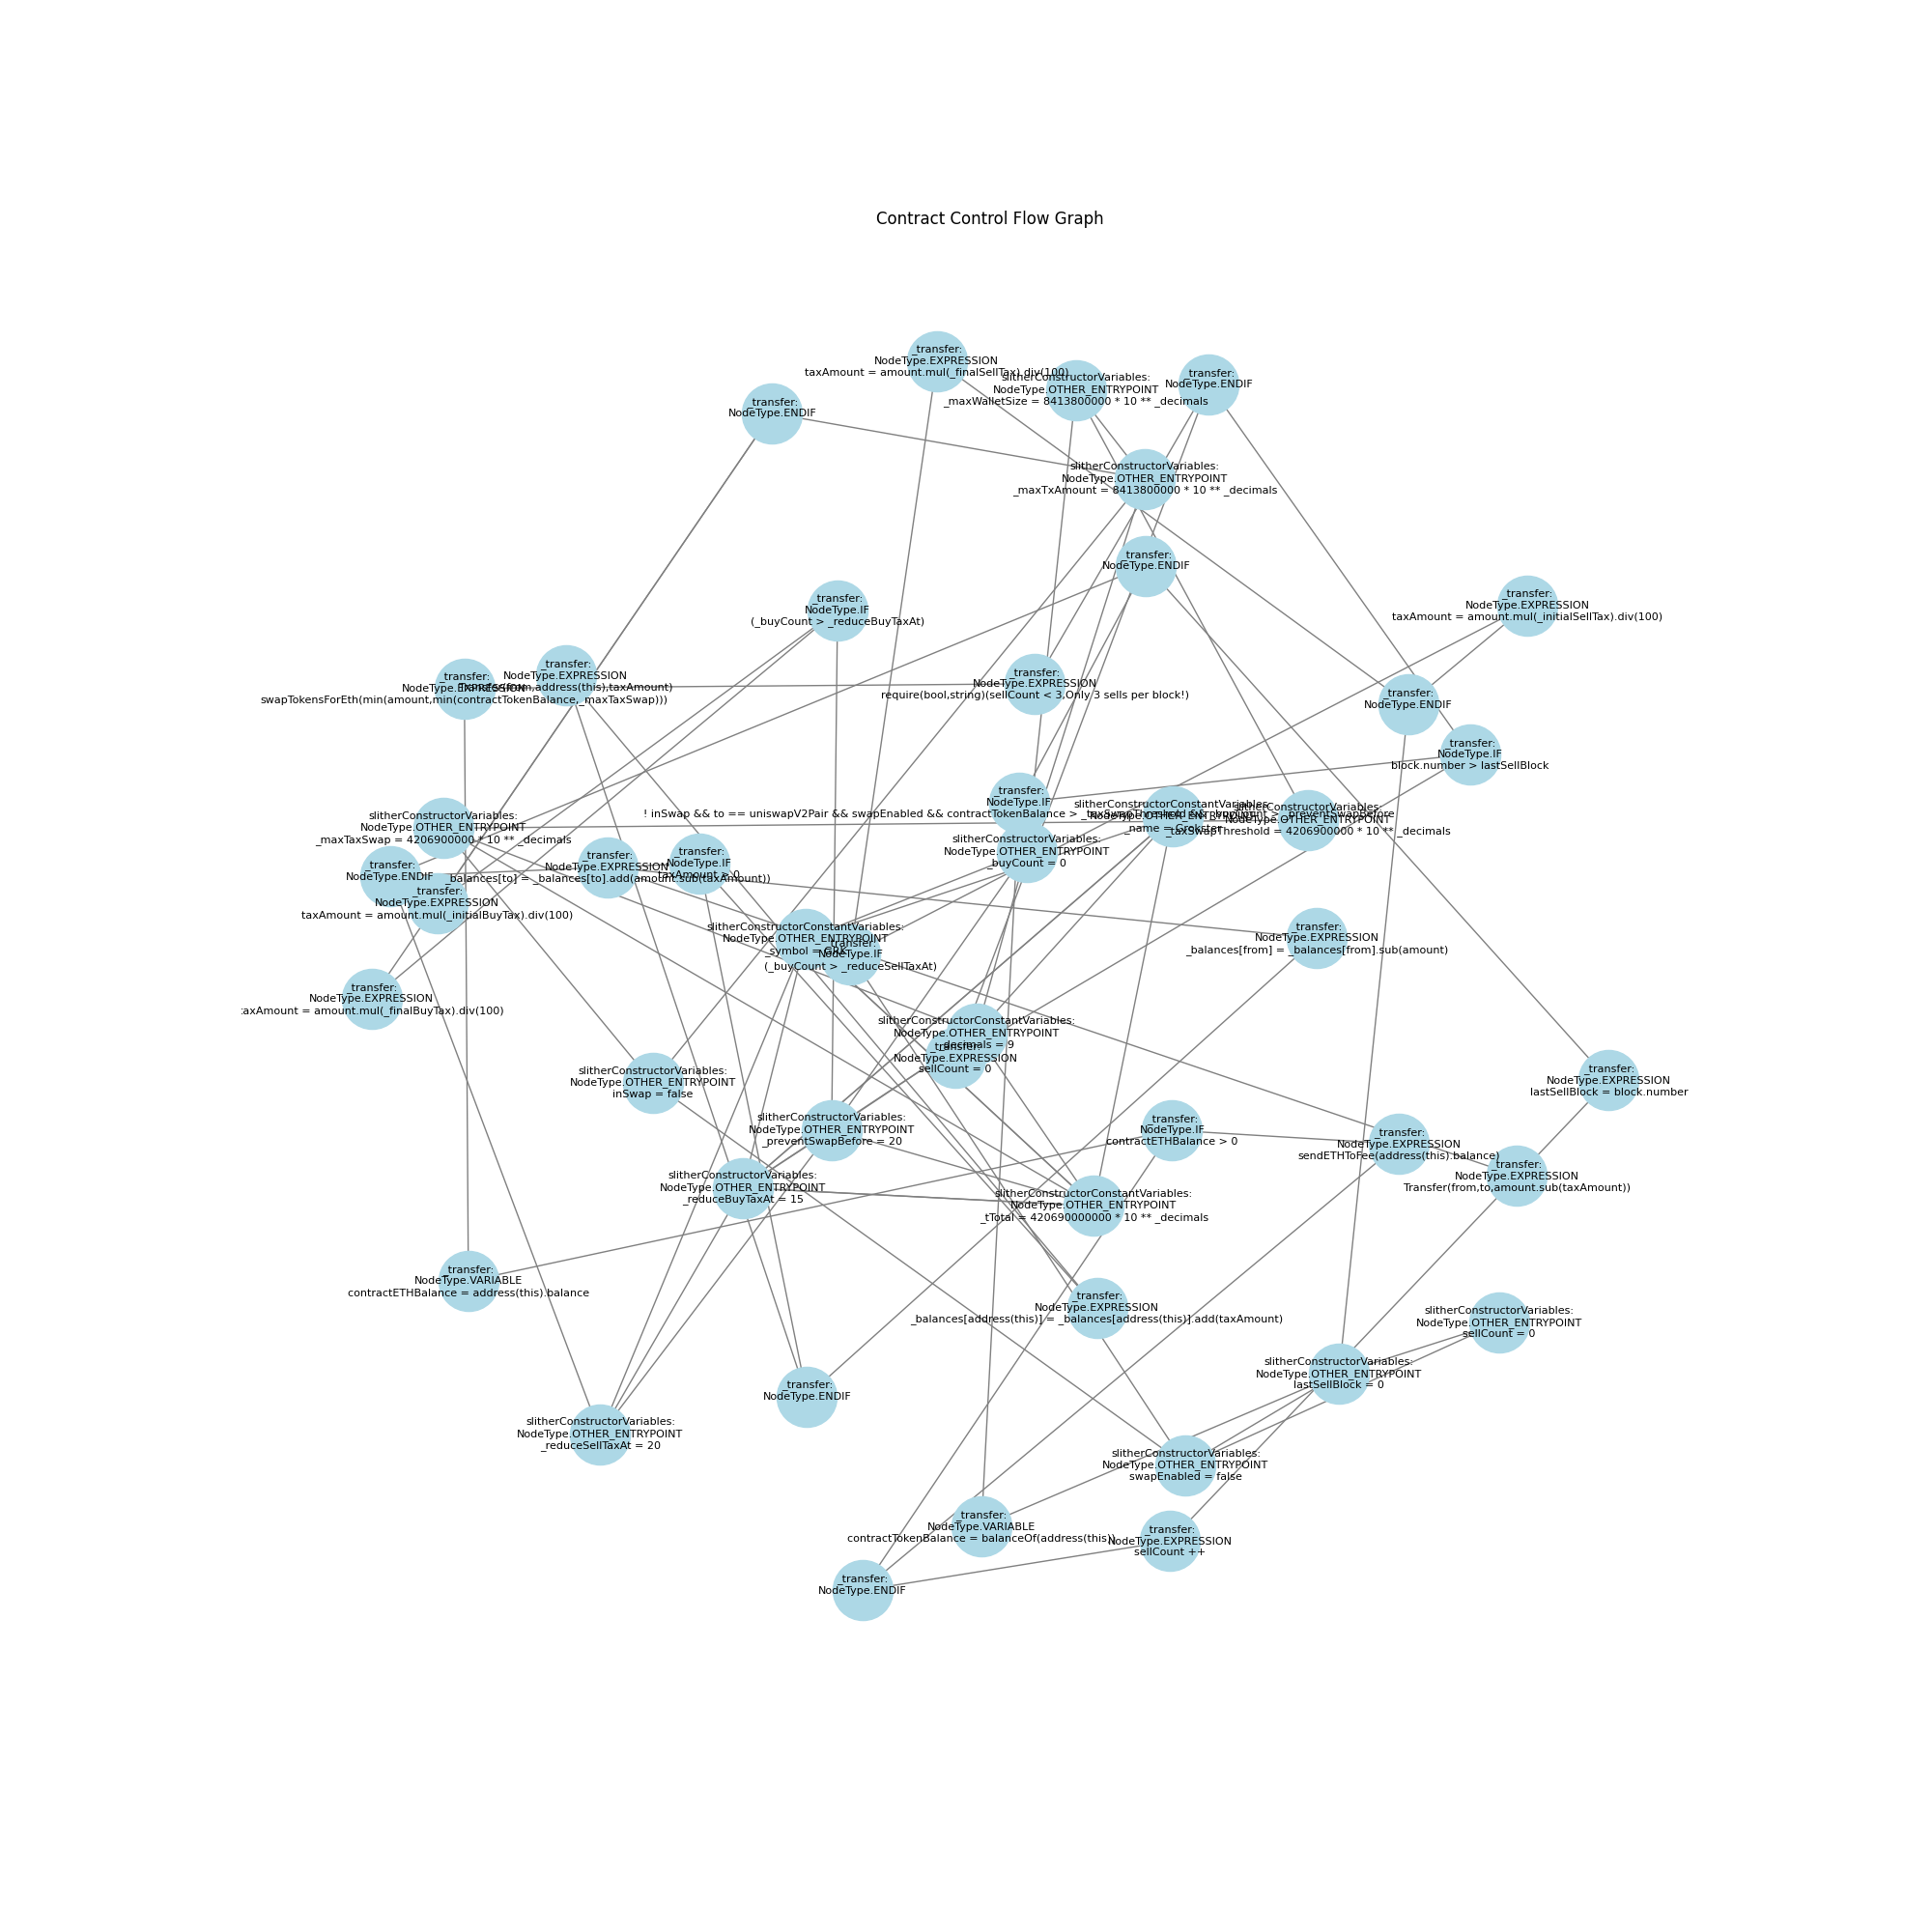 Contract Control Flow Graph
_transfer:
NodeType.EXPRESSION
taxAmount = amount.mul(_finalSellTax).div(100)
slitherConstructorVariables:
NodeType.OTHER_ENTRYPOINT
_maxWalletSize = 8413800000 * 10 ** _decimals
_transfer:
NodeType.ENDIF
_transfer:
NodeType.ENDIF
slitherConstructorVariables:
NodeType.OTHER_ENTRYPOINT
_maxTxAmount = 8413800000 * 10 ** _decimals
_transfer:
NodeType.ENDIF
_transfer:
NodeType.IF
(_buyCount > _reduceBuyTaxAt)
_transfer:
NodeType.EXPRESSION
taxAmount = amount.mul(_initialSellTax).div(100)
_transfer:
NodeType.EXPRESSION
Transfer(from,address(this),taxAmount)
_transfer:
NodeType.EXPRESSION
swapTokensForEth(min(amount,min(contractTokenBalance,_maxTaxSwap)))
_transfer:
NodeType.EXPRESSION
require(bool,string)(sellCount < 3,Only 3 sells per block!)
_transfer:
NodeType.ENDIF
_transfer:
NodeType.IF
block.number > lastSellBlock
_transfer:
NodeType.IF
! inSwap && to == uniswapV2Pair && swapEnabled && contractTokenBalance > _taxSwapThreshold && _buyCount > _preventSwapBefore
slitherConstructorConstantVariables:
NodeType.OTHER_ENTRYPOINT
_name = Grokster
slitherConstructorVariables:
NodeType.OTHER_ENTRYPOINT
_taxSwapThreshold = 4206900000 * 10 ** _decimals
slitherConstructorVariables:
NodeType.OTHER_ENTRYPOINT
_maxTaxSwap = 4206900000 * 10 ** _decimals
slitherConstructorVariables:
NodeType.OTHER_ENTRYPOINT
_buyCount = 0
_transfer:
NodeType.EXPRESSION
_balances[to] = _balances[to].add(amount.sub(taxAmount))
_transfer:
NodeType.IF
taxAmount > 0
_transfer:
NodeType.ENDIF
_transfer:
NodeType.EXPRESSION
taxAmount = amount.mul(_initialBuyTax).div(100)
slitherConstructorConstantVariables:
NodeType.OTHER_ENTRYPOINT
_symbol =
_transfer:
NodeType.IF
(_buyCount > _reduceSellTaxAt)
_transfer:
NodeType.EXPRESSION
_balances[from] = _balances[from].sub(amount)
_transfer:
NodeType.EXPRESSION
:axAmount = amount.mul(_finalBuyTax).div(100)
slitherConstructorConstantVariables:
NodeType.OTHER_ENTRYPOINT
_decimals = 9
_transfer:
NodeType.EXPRESSION
sellCount = 0
slitherConstructorVariables:
NodeType.OTHER_ENTRYPOINT
inSwap = false
_transfer:
NodeType.EXPRESSION
lastSellBlock = block.number
slitherConstructorVariables:
NodeType.OTHER_ENTRYPOINT
_preventSwapBefore = 20
_transfer:
NodeType.IF
contractETHBalance > 0
_transfer:
NodeType.EXPRESSION
sendETHToFee(address(this).balance)
_transfer:
NodeType.EXPRESSION
Transfer(from,to,amount.sub(taxAmount))
slitherConstructorVariables:
NodeType.OTHER_ENTRYPOINT
_reduceBuyTaxAt = 15
slitherConstructorConstantVariables:
NodeType.OTHER_ENTRYPOINT
_tTotal = 420690000000 * 10 ** _decimals
_transfer:
NodeType.VARIABLE
contractETHBalance = address(this).balance
_transfer:
NodeType.EXPRESSION
_balances[address(this)] = _balances[address(this)].add(taxAmount)
slitherConstructorVariables:
NodeType.OTHER_ENTRYPOINT
sellCount = 0
slitherConstructorVariables:
NodeType.OTHER_ENTRYPOINT
lastSellBlock = 0
_transfer:
NodeType.ENDIF
slitherConstructorVariables:
NodeType.OTHER_ENTRYPOINT
_reduceSellTaxAt = 20
slitherConstructorVariables:
NodeType.OTHER_ENTRYPOINT
swapEnabled = false
_transfer:
NodeType.VARIABLE
contractTokenBalance = balanceOf(address(this))
_transfer:
NodeType.EXPRESSION
sellCount ++
_transfer:
NodeType.ENDIF